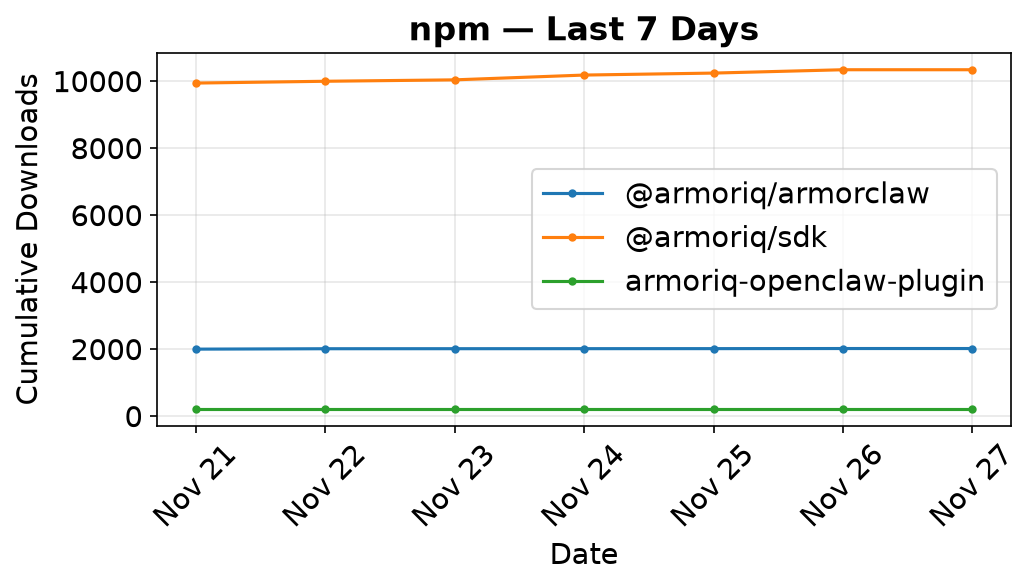 npm — Last 7 Days
Cumulative Downloads
10000
8000
6000
4000
2000
0
@armoriq/armorclaw
@armoriq/sdk
armoriq-openclaw-plugin
Nov 21
Nov 22
Nov 23
Nov 24
Nov 25
Nov 26
Nov 27
Date